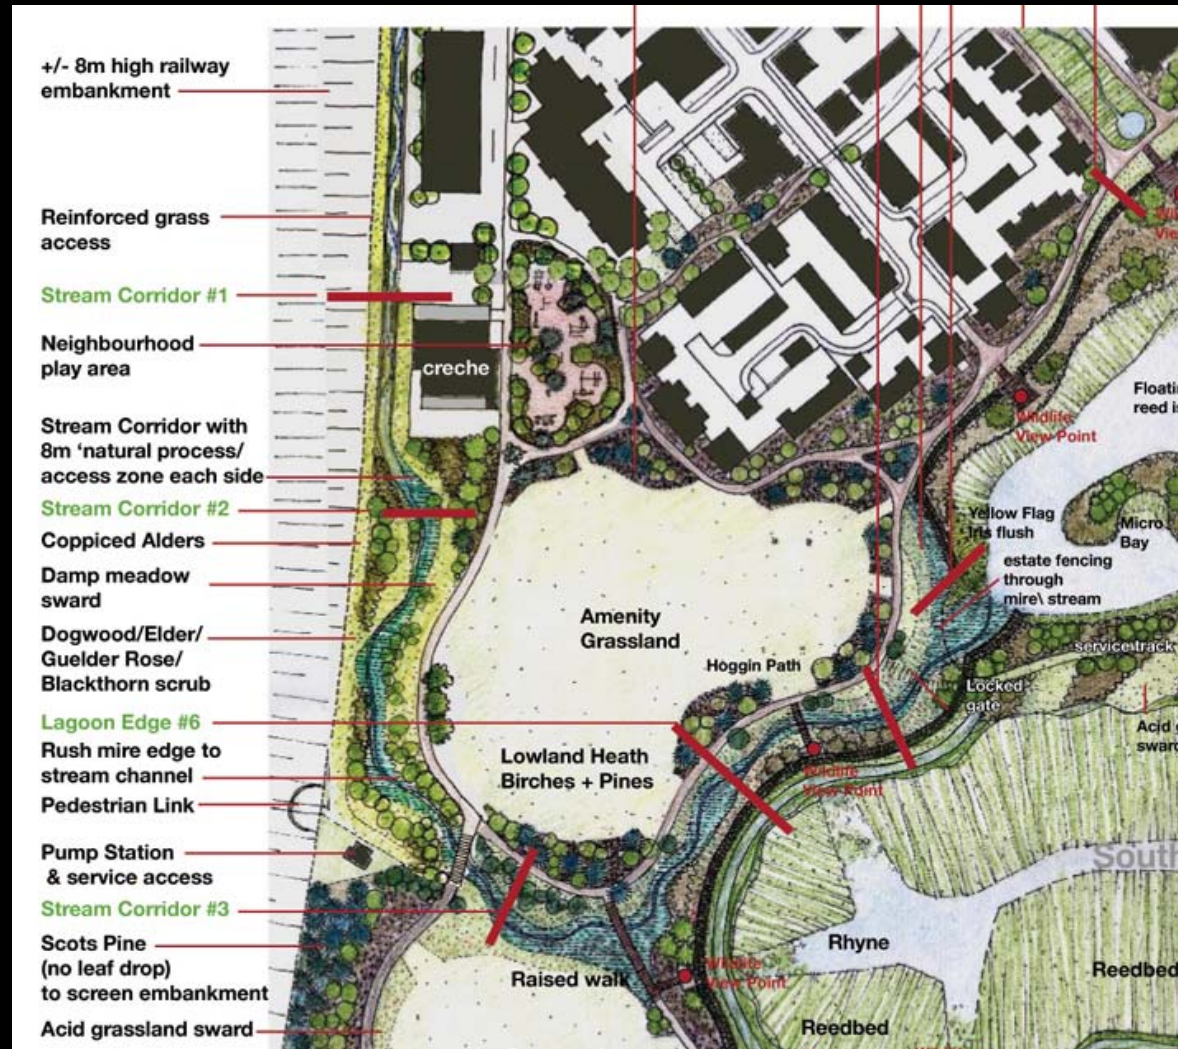 +/- 8m high railway
embankment
Reinforced grass
access
Stream Corridor #1
Neighbourhood
play area
Stream Corridor with
8m ‘natural process/
access zone each side
Stream Corridor #2
Coppiced Alders
Damp meadow
sward
Dogwood/Elder/
Guelder Rose/
Blackthorn scrub
Lagoon Edge #6
Rush mire edge to
stream channel
Pedestrian Link
Pump Station
& service access
Stream Corridor #3
Scots Pine
(no leaf drop)
to screen embankment
Acid grassland sward
creche
Wildlife
View Point
reed
Yellow Flag
Iris flush
Micro
Bay
estate fencing
through
mire\ stream
Amenity
Grassland
Hoggin Path
service track
Locked
gate
Acid
Lowland Heath
Birches + Pines
Wildlife
View Point
South
Rhyne
Raised walk
Wildlife
View Point
Reedbed
Reedbed